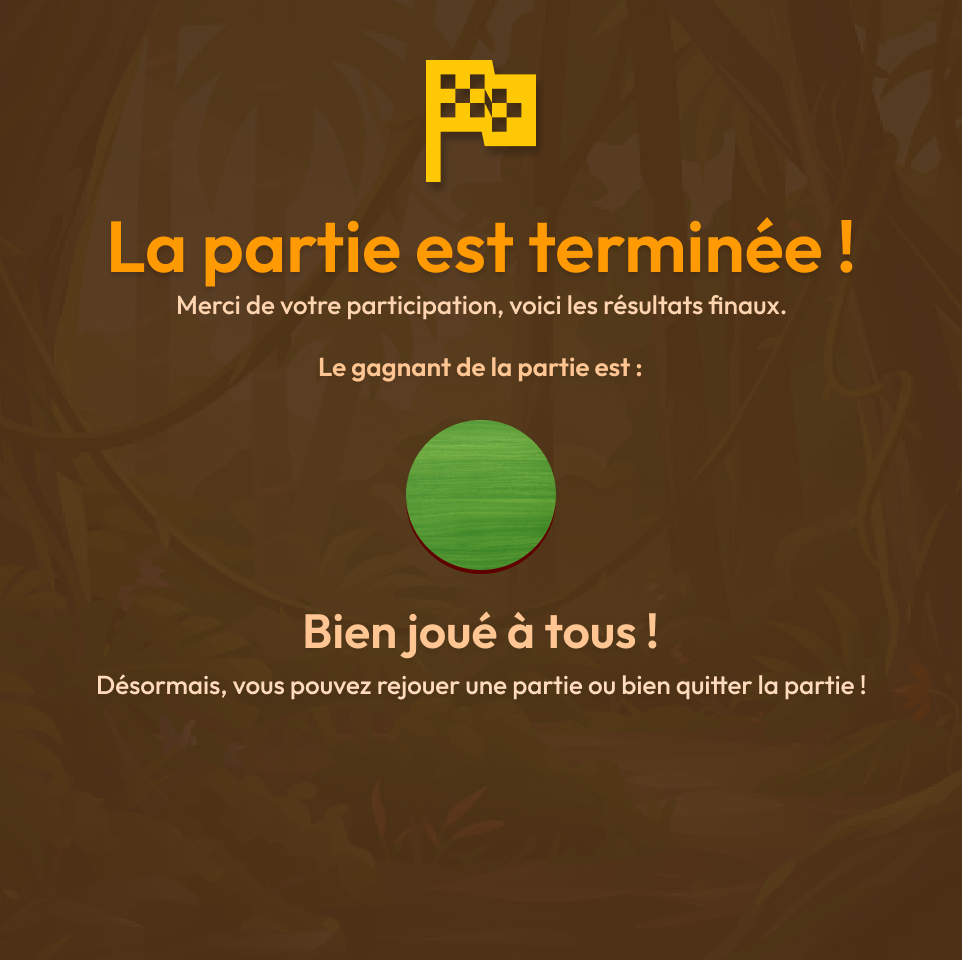 La partie est terminée !
Merci de votre participation, voici les résultats finaux.
Le gagnant de la partie est :
Bien joué à tous !
Désormais, vous pouvez rejouer une partie ou bien quitter la partie !